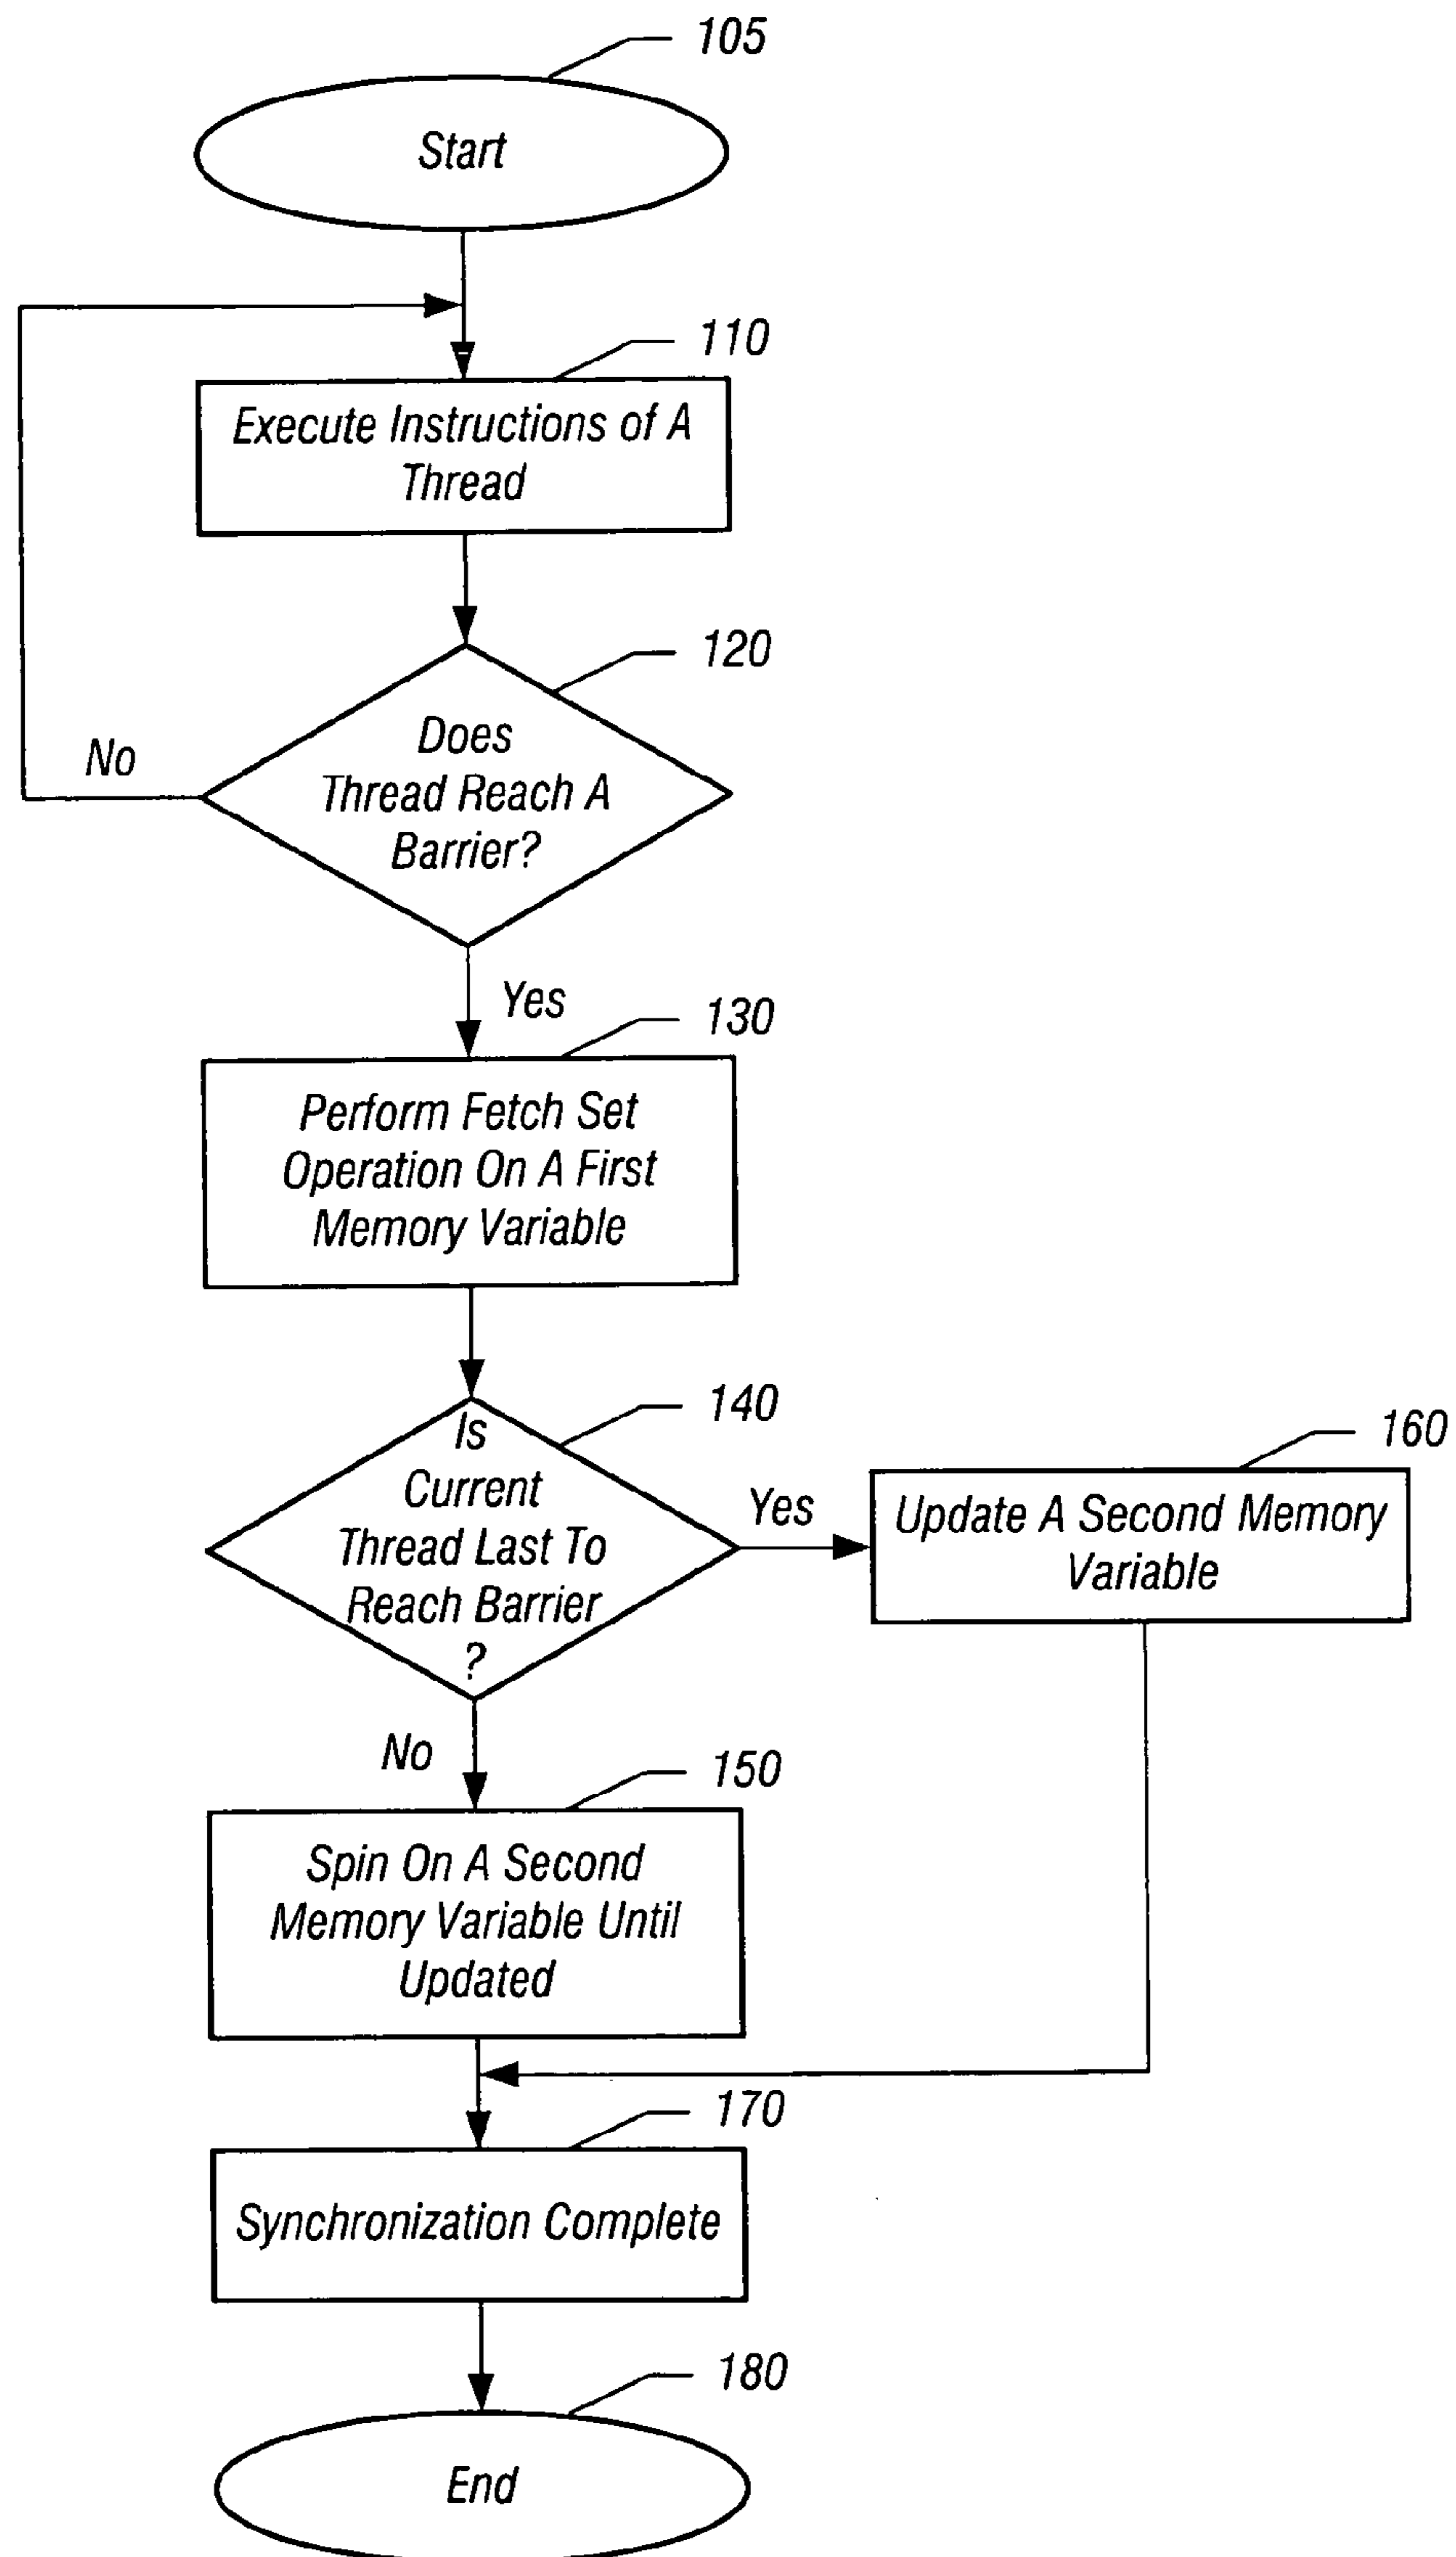 105
Start
110
Execute Instructions of A
Thread
120
Does
Thread Reach A
Barrier?
No
Yes
130
Perform Fetch Set
Operation On A First
Memory Variable
140
Is
Current
Thread Last To
Reach Barrier
?
Yes
160
Update A Second Memory
Variable
No
150
Spin On A Second
Memory Variable Until
Updated
170
Synchronization Complete
180
End